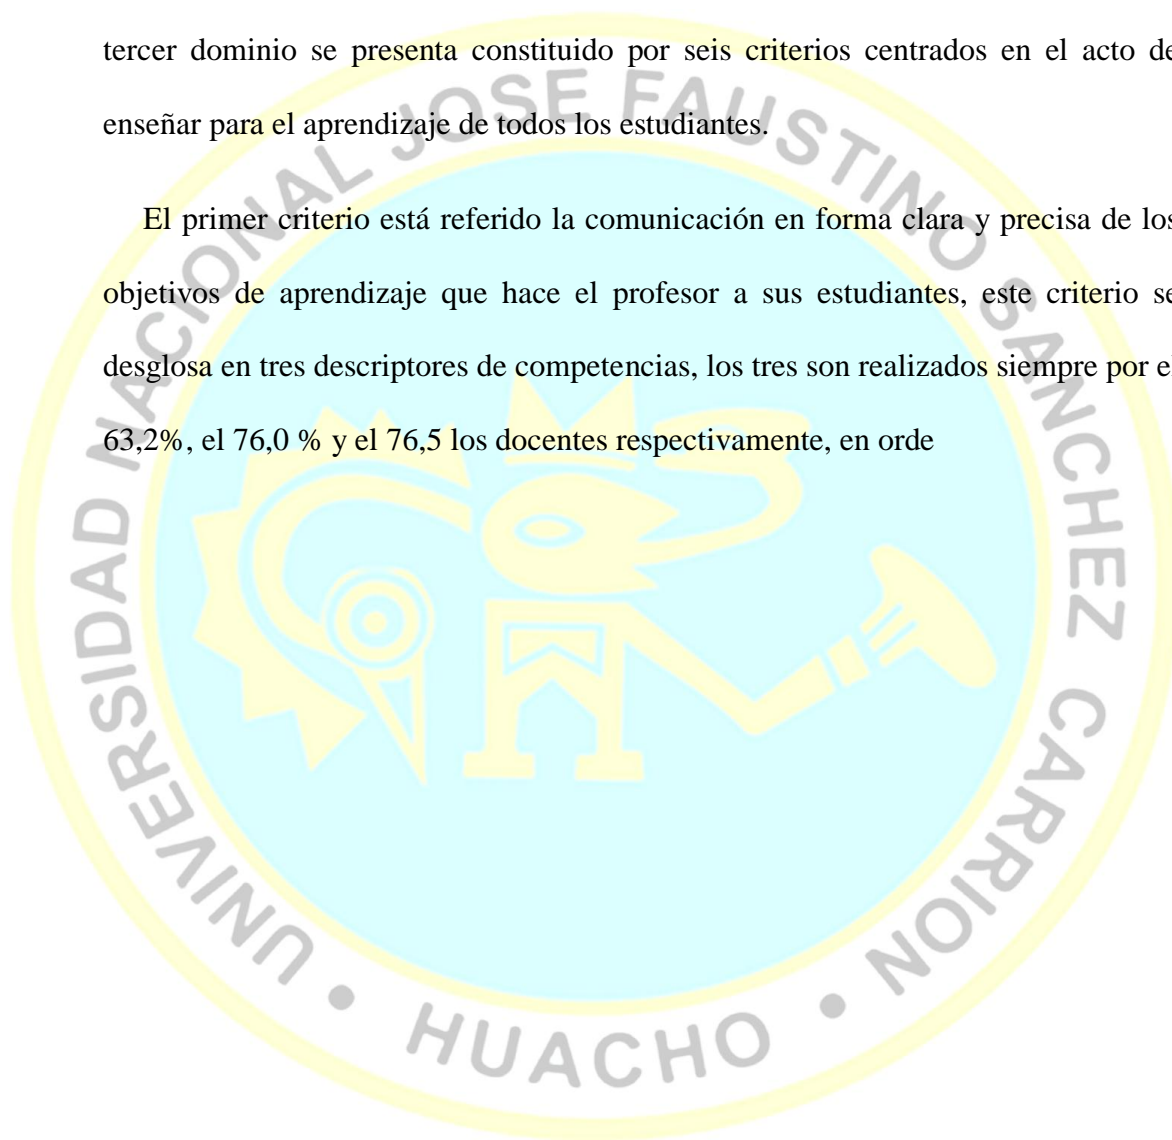 tercer dominio se presenta constituido por seis criterios centrados en el acto de
enseñar para el aprendizaje de todos los estudiantes.
El primer criterio está referido la comunicación en forma clara y precisa de los
objetivos de aprendizaje que hace el profesor a sus estudiantes, este criterio se
desglosa en tres descriptores de competencias, los tres son realizados siempre por el
63,2%, el 76,0 % y el 76,5 los docentes respectivamente, en orde
UNIVERSIDAD NACIONAL JOSE FAUSTINO SANCHEZ CARRION
• HUACHO •